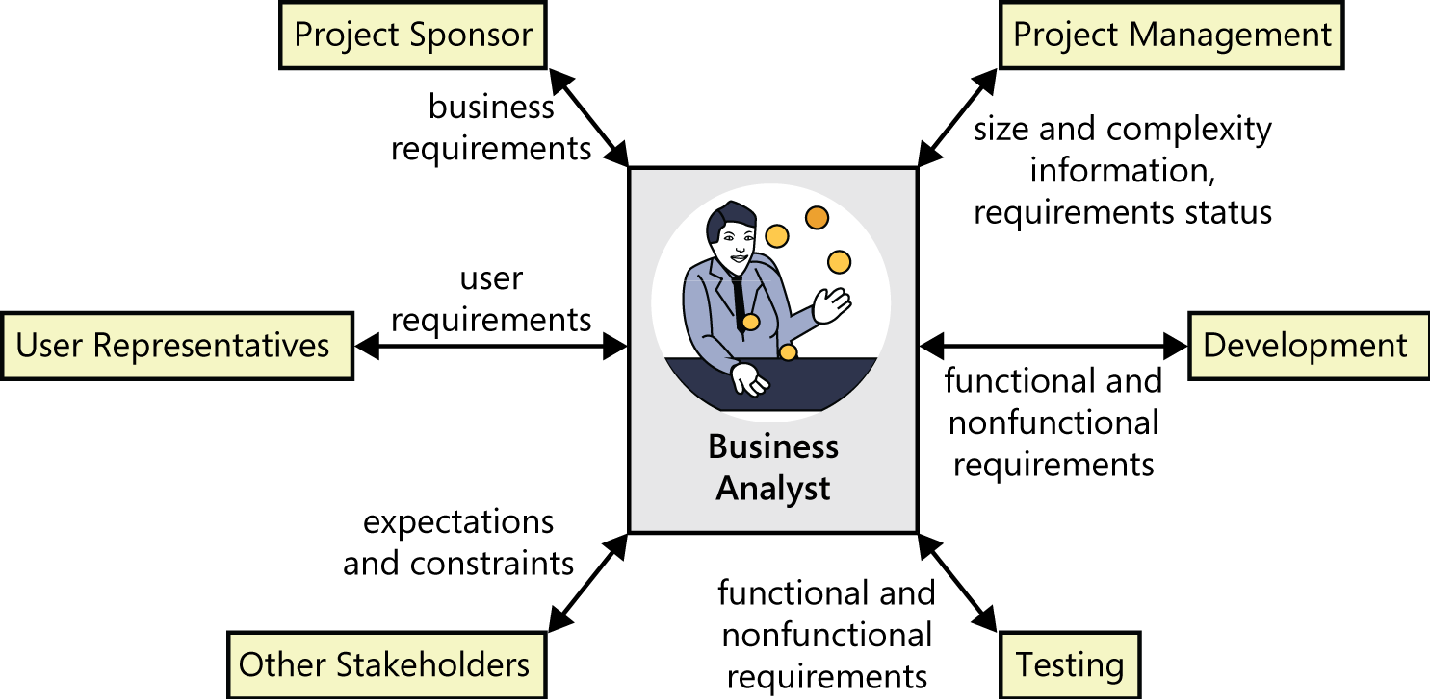 Project Sponsor
Project Management
business
requirements
size and complexity
information,
requirements status
user
requirements
User Representatives
Development
functional and
nonfunctional
requirements
Business
Analyst
expectations
and constraints
functional and
nonfunctional
requirements
Other Stakeholders
Testing